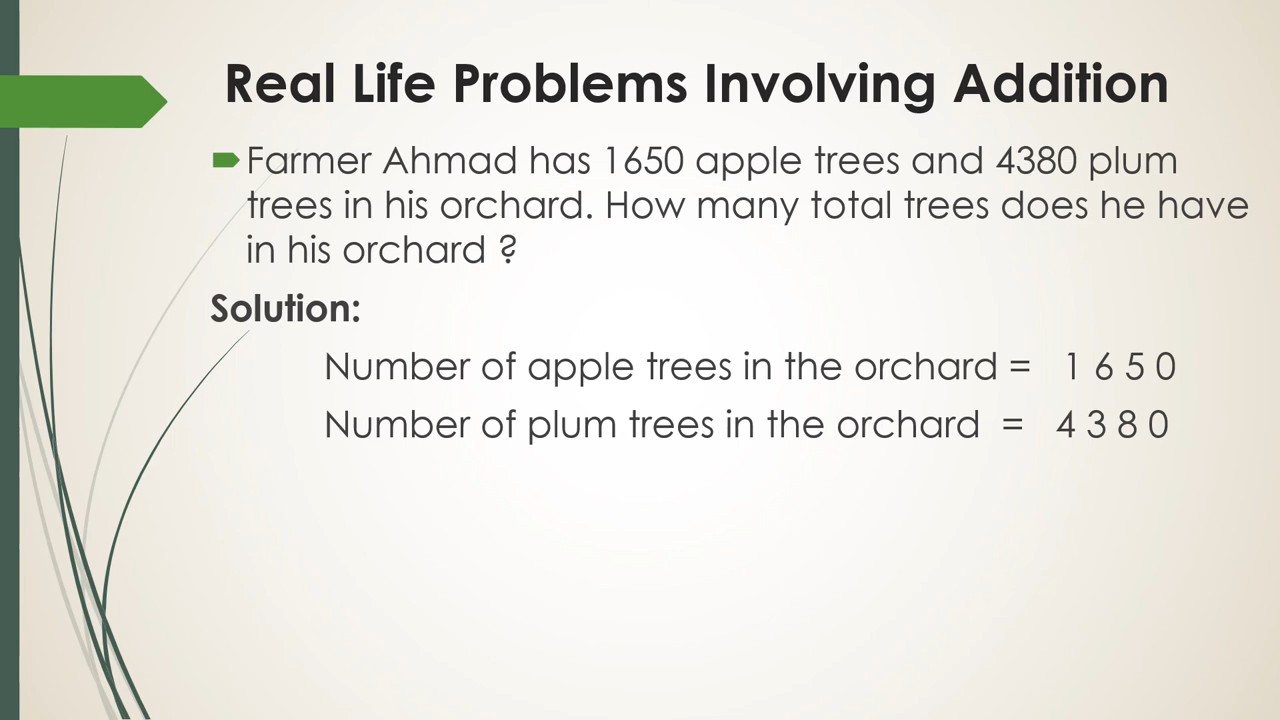 Real Life Problems Involving Addition
Farmer Ahmad has 1650 apple trees and 4380 plum
trees in his orchard. How many total trees does he have
in his orchard ?
Solution:
Number of apple trees in the orchard = 1 6 5 0
Number of plum trees in the orchard = 4 3 8 0